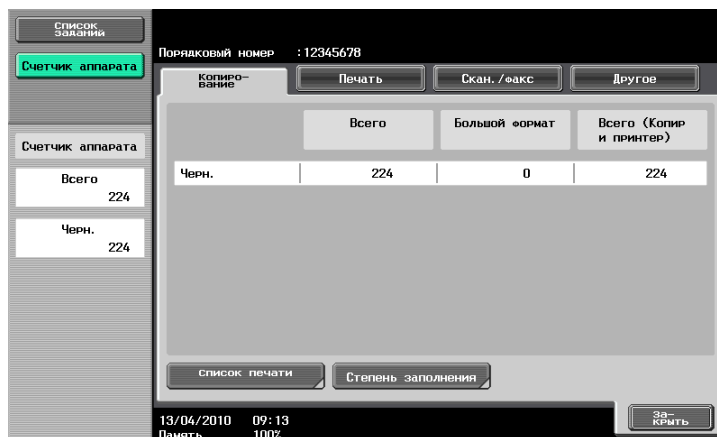 Список
заданий
Счетчик аппарата
Порядковый номер :12345678
Копиро-
вание
Печать
Скан./факс
Другое
Счетчик аппарата
Всего
224
Черн.
224
Всего
Большой формат
Всего (Копир
и принтер)
Черн. 224 0 224
Список печати
Степень заполнения
13/04/2010 09:13
Память 100%
За-
крыть